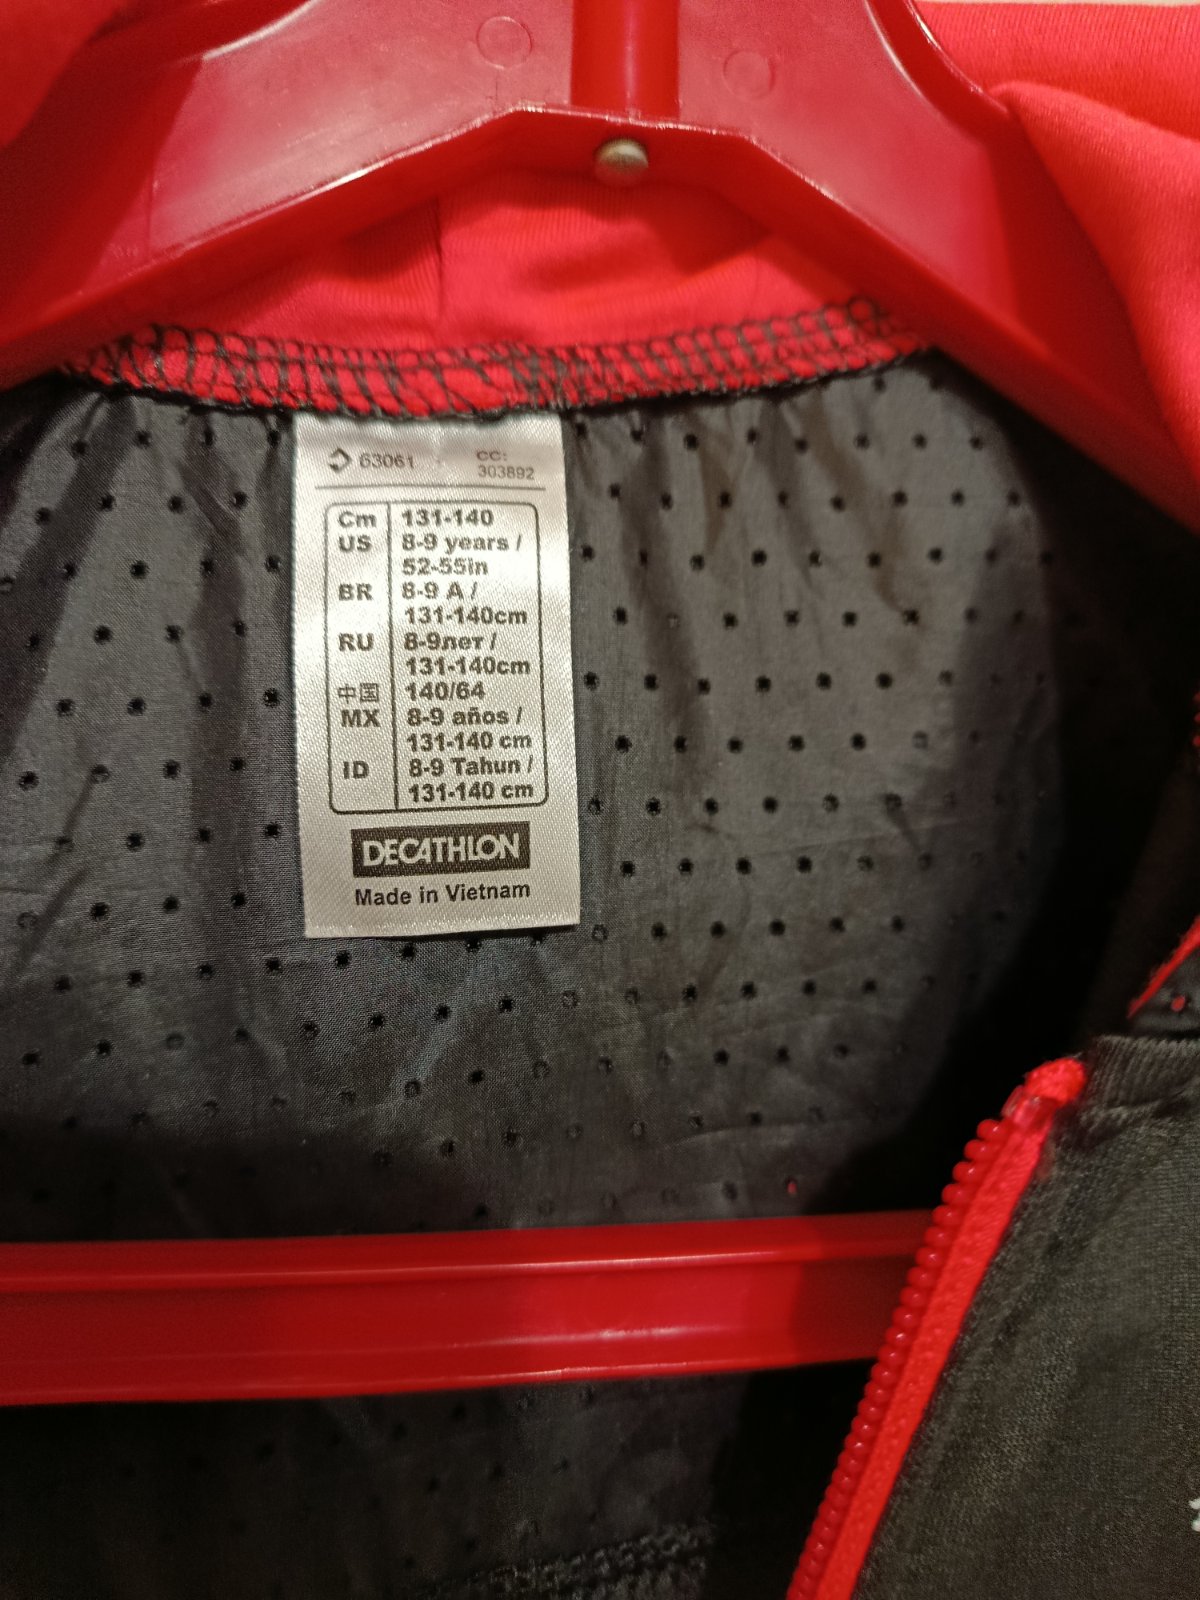 63061
CC:
303892
Cm 131-140
US 8-9 years /
52-55in
BR 8-9 A /
131-140cm
RU 8-9лет /
131-140cm
中国 140/64
MX 8-9 años /
131-140 cm
ID 8-9 Tahun /
131-140 cm
DECATHLON
Made in Vietnam